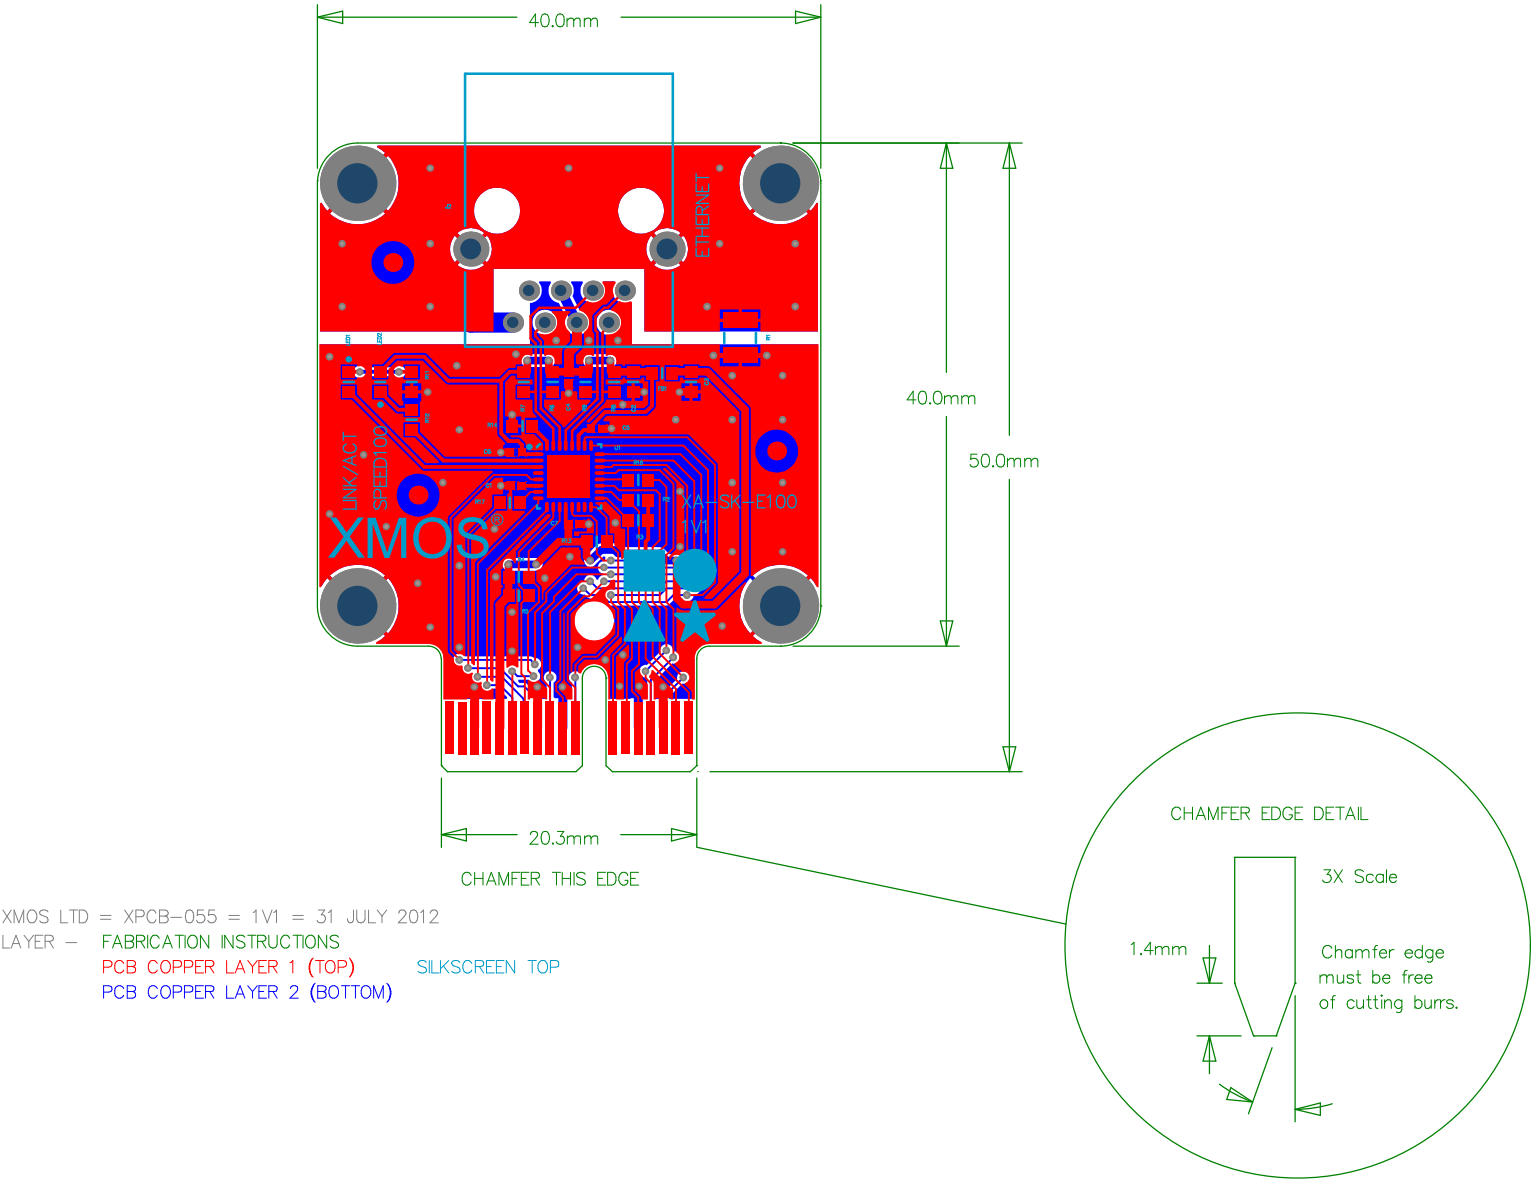 40.0mm
ETHERNET
LED1
LED2
40.0mm
50.0mm
LINK/ACT
SPEED100
XA-SK-E100
1V1
XMOS®
20.3mm
CHAMFER THIS EDGE
CHAMFER EDGE DETAIL
3X Scale
1.4mm
Chamfer edge
must be free
of cutting burrs.
XMOS LTD = XPCB-055 = 1V1 = 31 JULY 2012
LAYER - FABRICATION INSTRUCTIONS
PCB COPPER LAYER 1 (TOP) SILKSCREEN TOP
PCB COPPER LAYER 2 (BOTTOM)